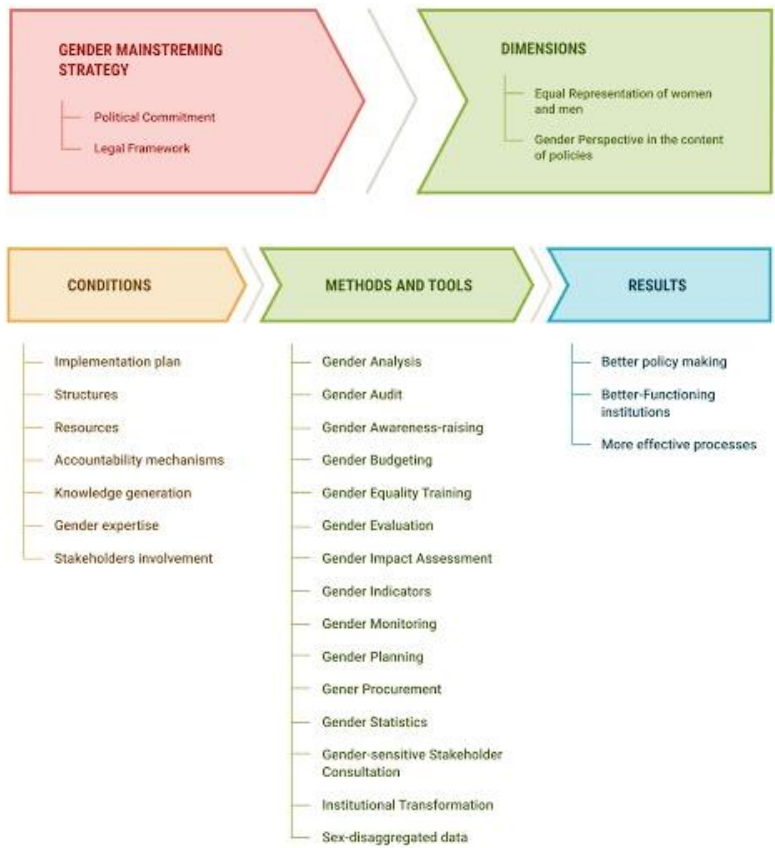 GENDER MAINSTREMING
STRATEGY
Political Commitment
Legal Framework
DIMENSIONS
Equal Representation of women
and men
Gender Perspective in the content
of policies
CONDITIONS
Implementation plan
Structures
Resources
Accountability mechanisms
Knowledge generation
Gender expertise
Stakeholders involvement
METHODS AND TOOLS
Gender Analysis
Gender Audit
Gender Awareness-raising
Gender Budgeting
Gender Equality Training
Gender Evaluation
Gender Impact Assessment
Gender Indicators
Gender Monitoring
Gender Planning
Gener Procurement
Gender Statistics
Gender-sensitive Stakeholder
Consultation
Institutional Transformation
Sex-disaggregated data
RESULTS
Better policy making
Better-Functioning
institutions
More effective processes